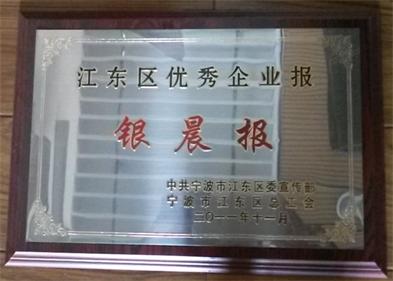 江东区优秀企业报
银晨报
中共宁波市江东区委宣传部
宁波市江东区总工会
二〇一一年十一月